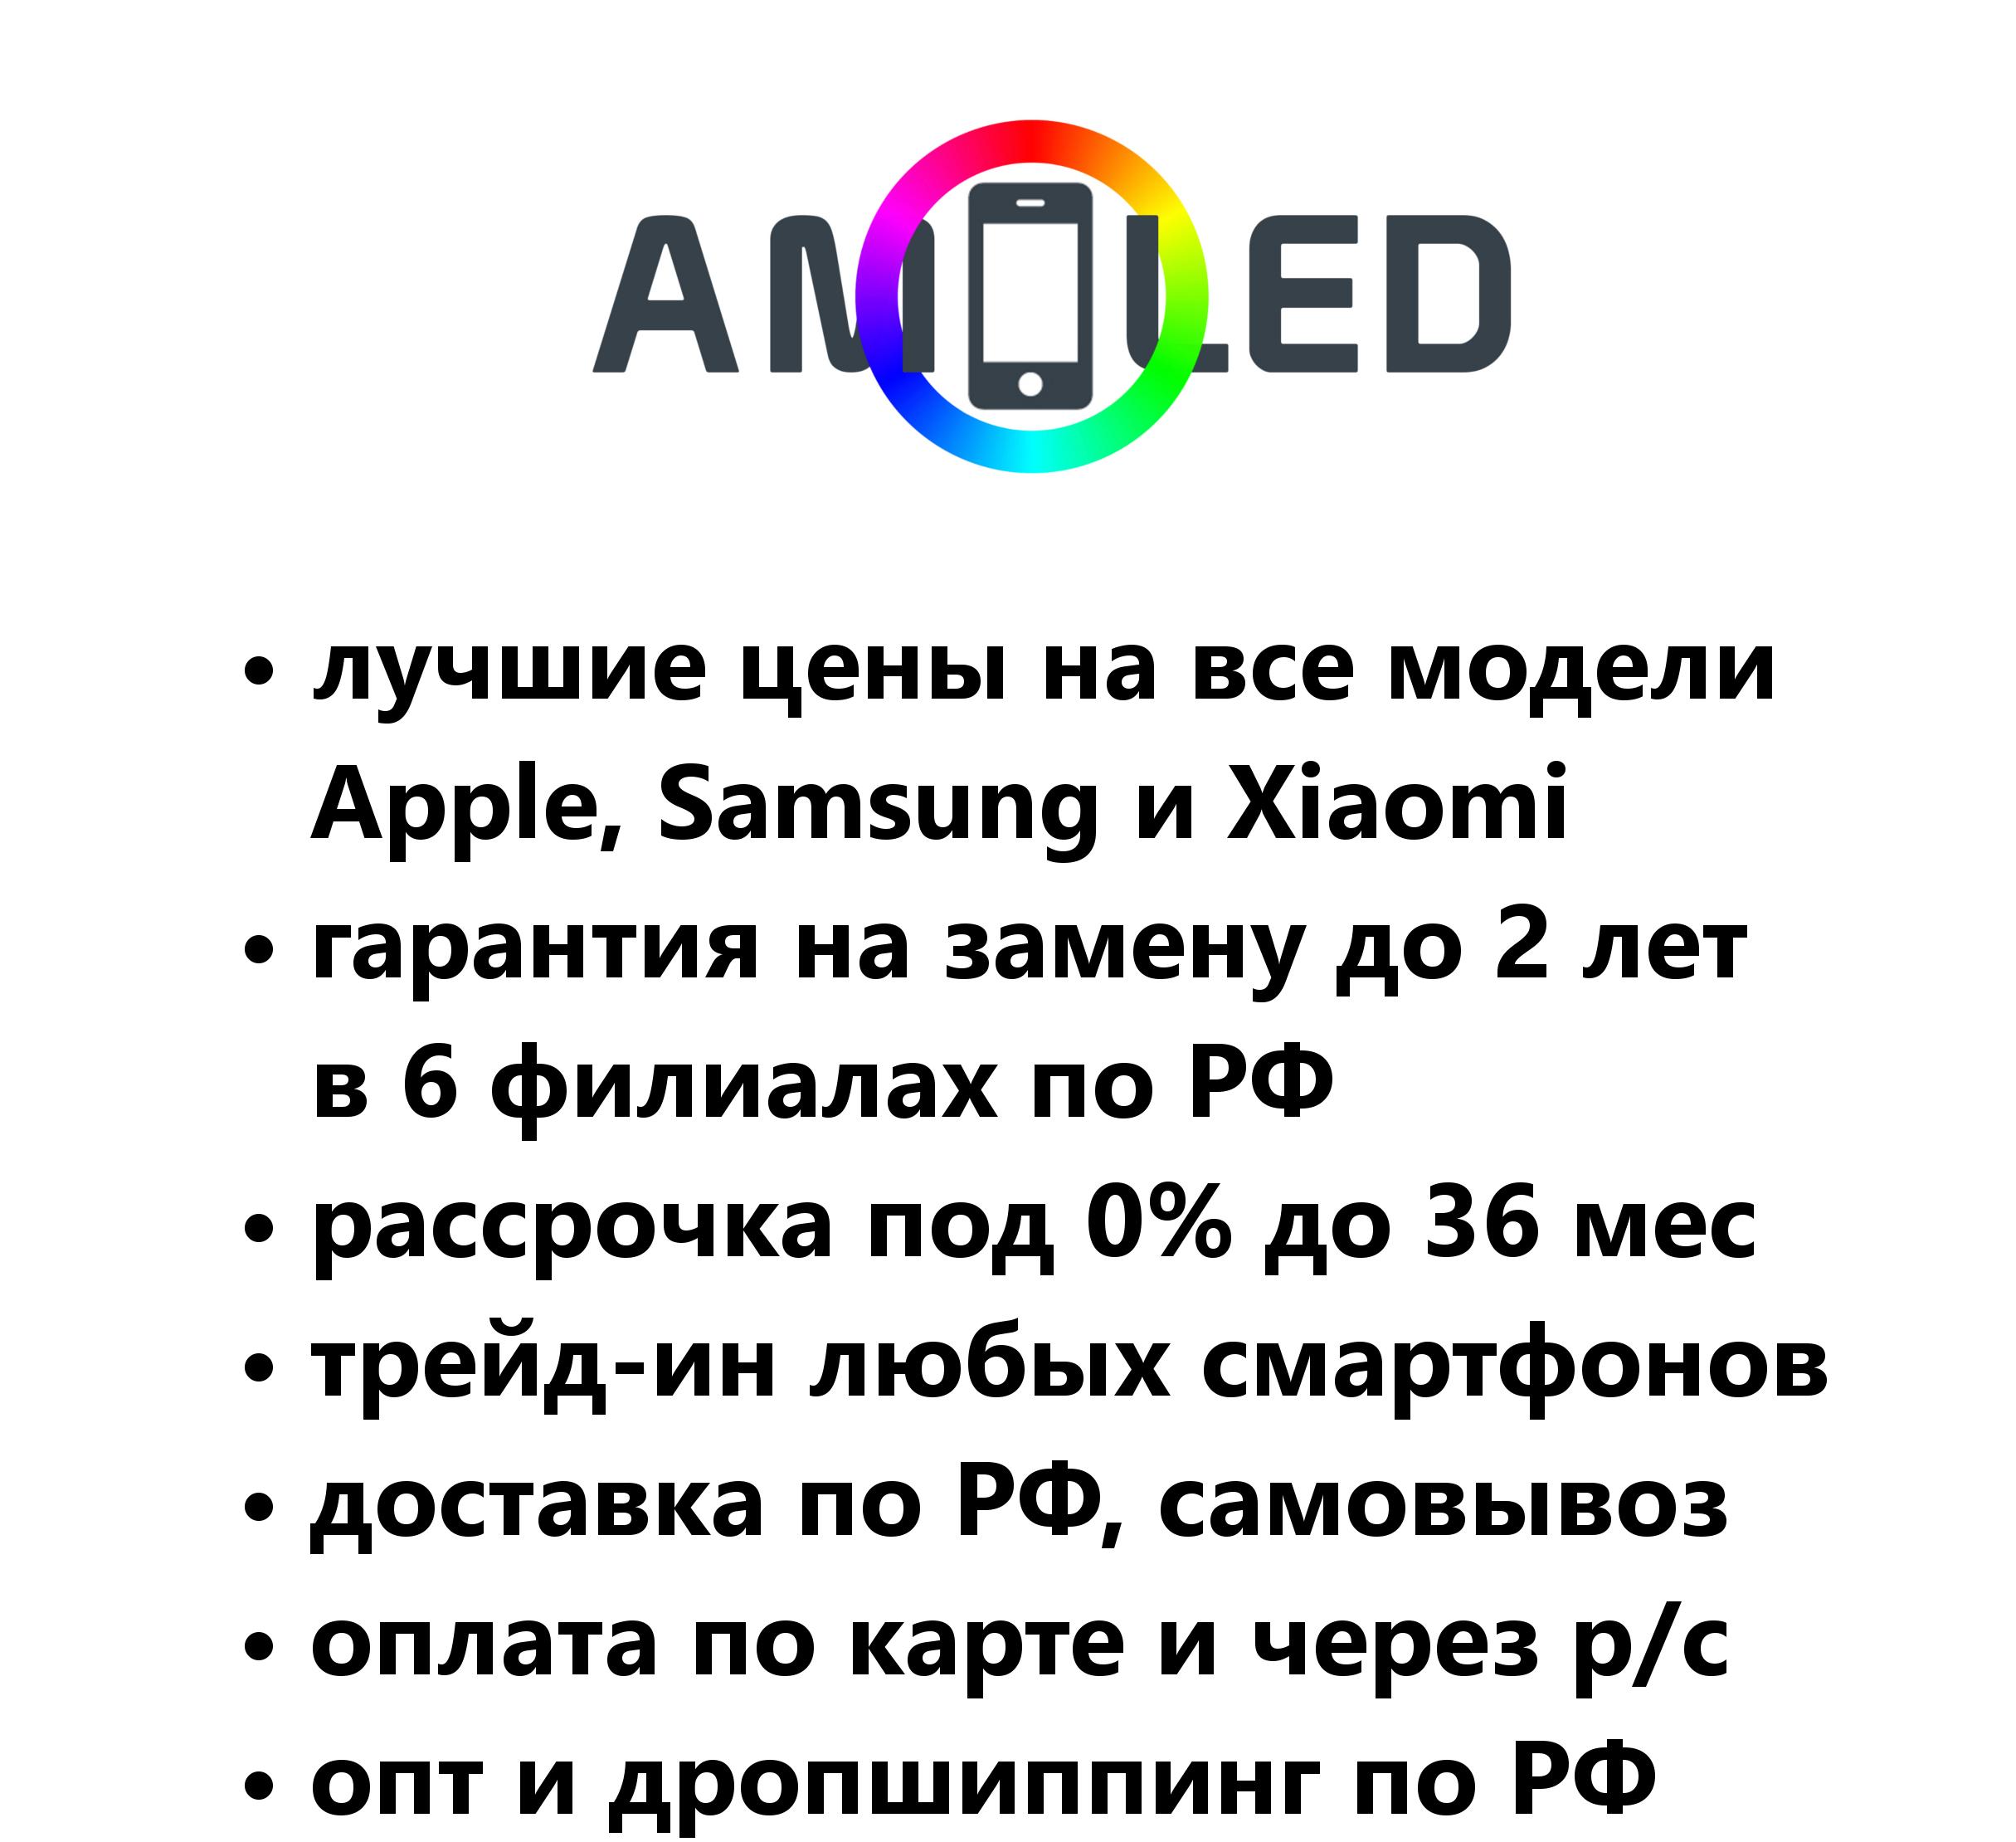 AMOLED
• лучшие цены на все модели
Apple, Samsung и Xiaomi
• гарантия на замену до 2 лет
в 6 филиалах по РФ
• рассрочка под 0% до 36 мес
• трейд-ин любых смартфонов
• доставка по РФ, самовывоз
• оплата по карте и через р/с
• опт и дропшиппинг по РФ